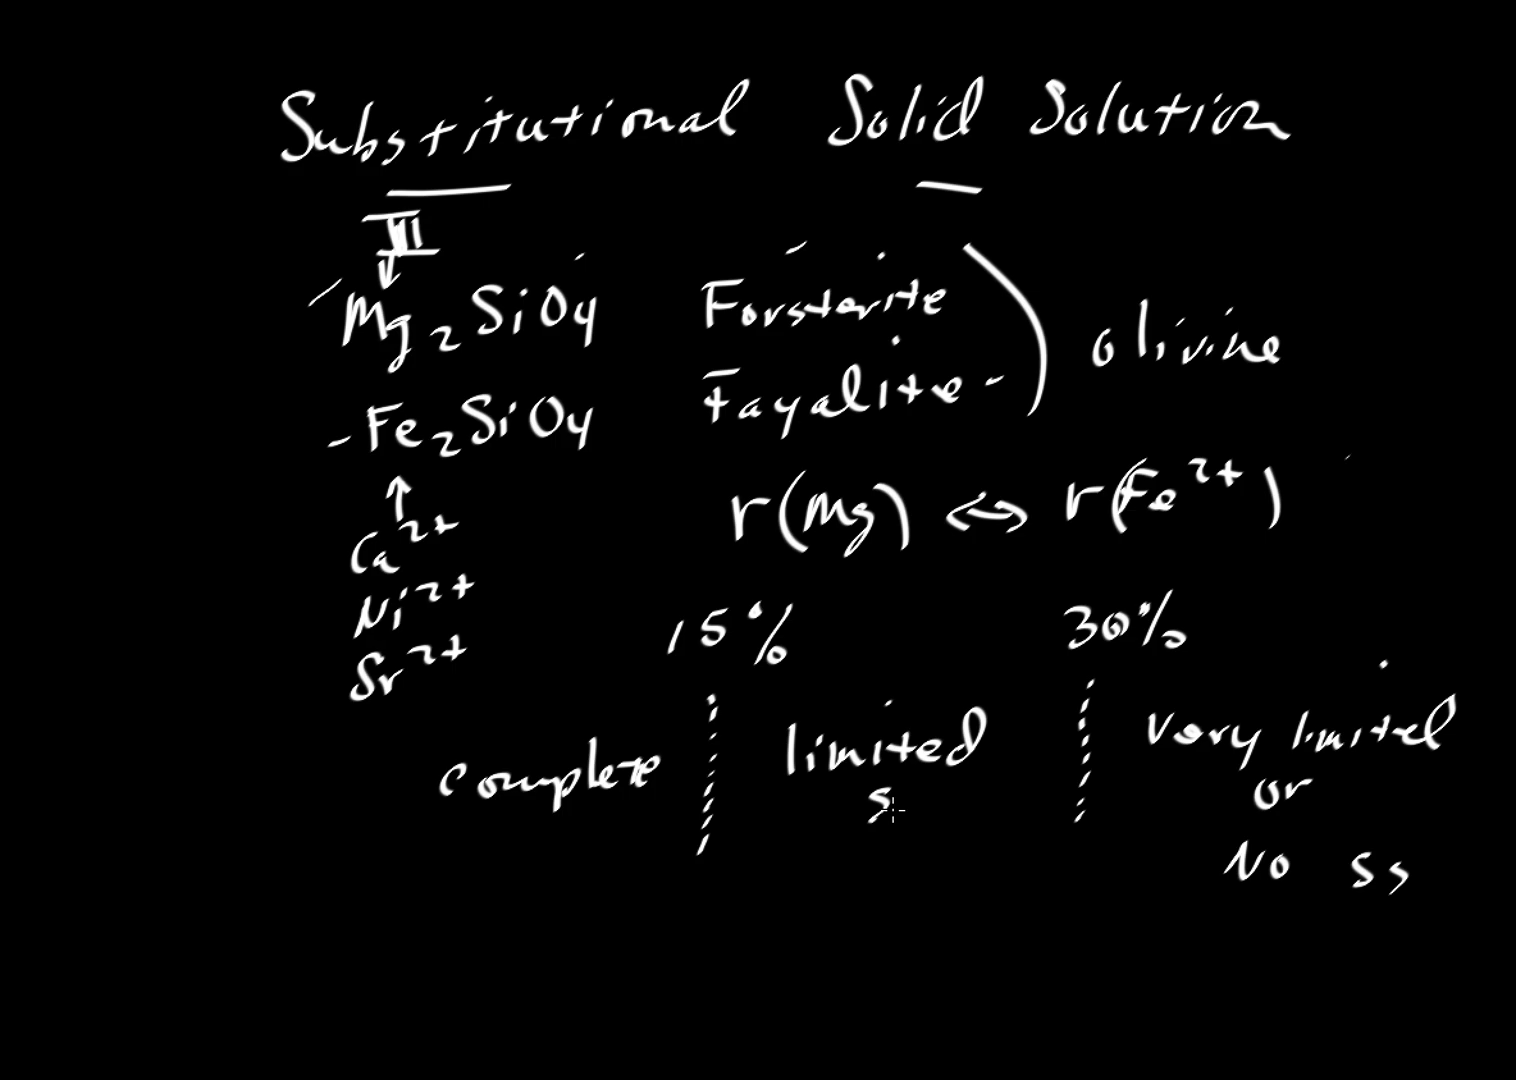 Substitutional Solid Solution
II
Mg2SiO4 Forsterite
Fe2SiO4 Fayalite
olivine
Ca2+
Ni2+
Sr2+
r(Mg) ↔ r(Fe2+)
15% 30%
complete limited very limited
s or
No ss